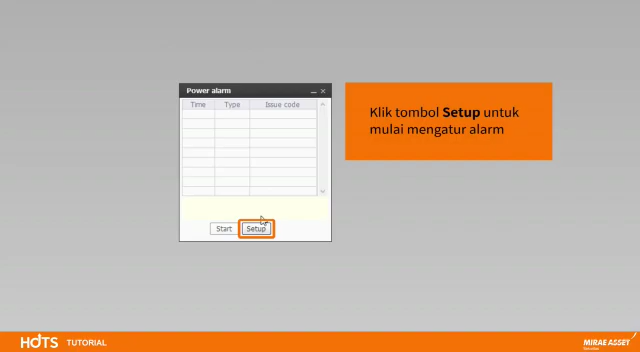 Power alarm
Time Type Issue code
Klik tombol Setup untuk
mulai mengatur alarm
Start Setup
HOTS TUTORIAL
MIRAE ASSET